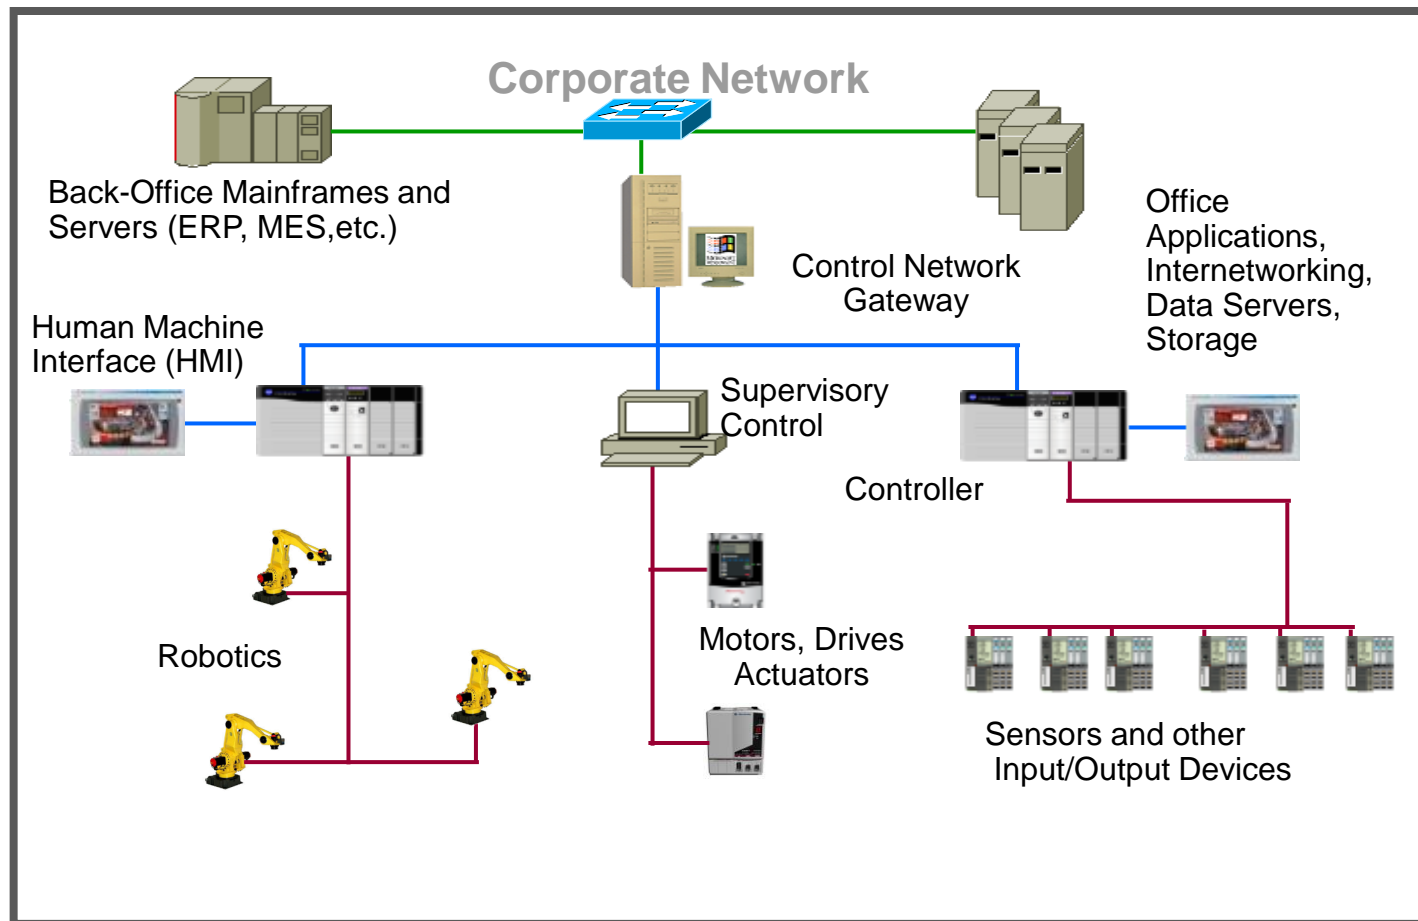 Corporate Network
Back-Office Mainframes and
Servers (ERP, MES,etc.)
Office
Applications,
Internetworking,
Data Servers,
Storage
Control Network
Gateway
Human Machine
Interface (HMI)
Supervisory
Control
Controller
Robotics
Motors, Drives
Actuators
Sensors and other
Input/Output Devices